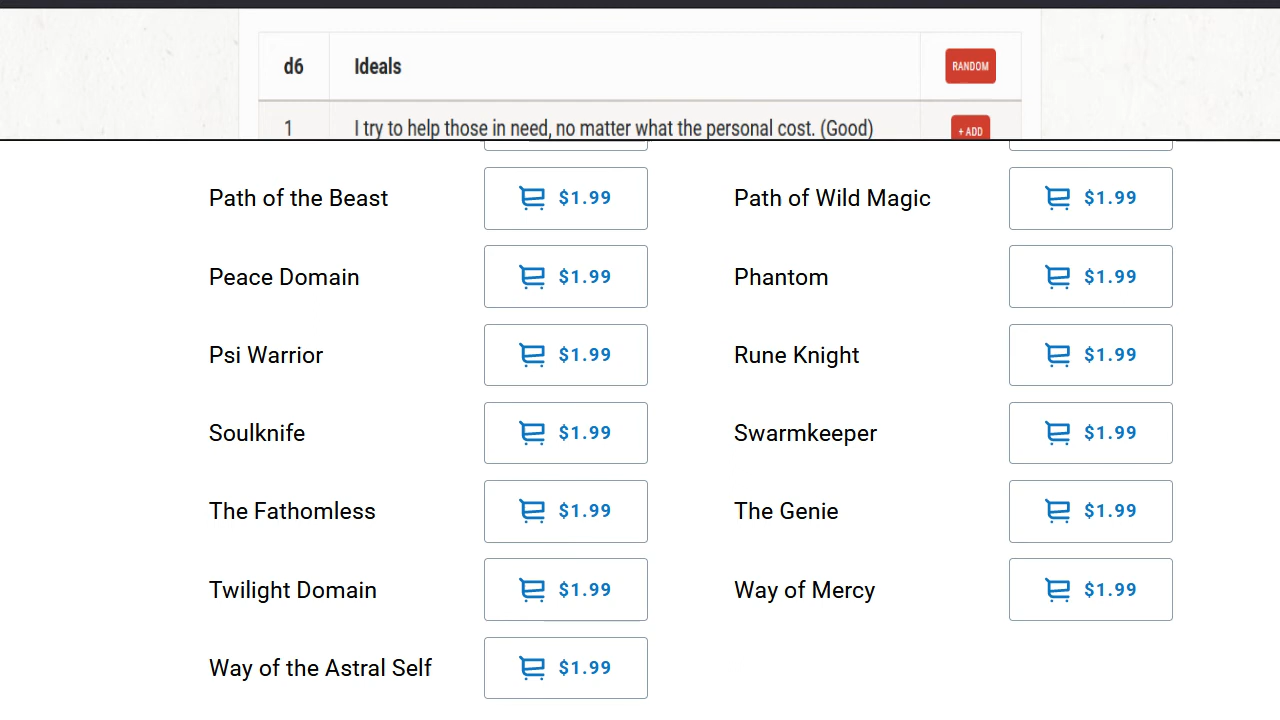 d6 Ideals RANDOM
1 I try to help those in need, no matter what the personal cost. (Good) + ADD
Path of the Beast $1.99 Path of Wild Magic $1.99
Peace Domain $1.99 Phantom $1.99
Psi Warrior $1.99 Rune Knight $1.99
Soulknife $1.99 Swarmkeeper $1.99
The Fathomless $1.99 The Genie $1.99
Twilight Domain $1.99 Way of Mercy $1.99
Way of the Astral Self $1.99